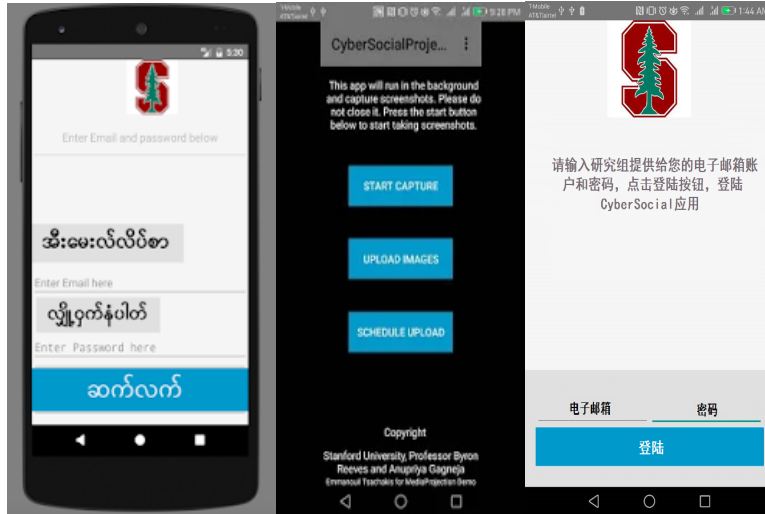 5:30
Enter Email and password below
အီးမေးလ်လိပ်စာ
Enter Email here
လျှို့ဝှက်နံပါတ်
Enter Password here
ဆက်လက်
T-Mobile
AT&T
9:28 PM
CyberSocialProje...
This app will run in the background
and capture screenshots. Please do
not close it. Press the start button
below to start taking screenshots.
START CAPTURE
UPLOAD IMAGES
SCHEDULE UPLOAD
Copyright
Stanford University, Professor Byron
Reeves and Anupriya Gagneja
Emmanouil Tsachakis for MediaProjection Demo
T-Mobile
AT&T
1:44 AM
S
请输入研究组提供给您的电子邮箱账
户和密码，点击登陆按钮，登陆
CyberSocial应用
电子邮箱
密码
登陆